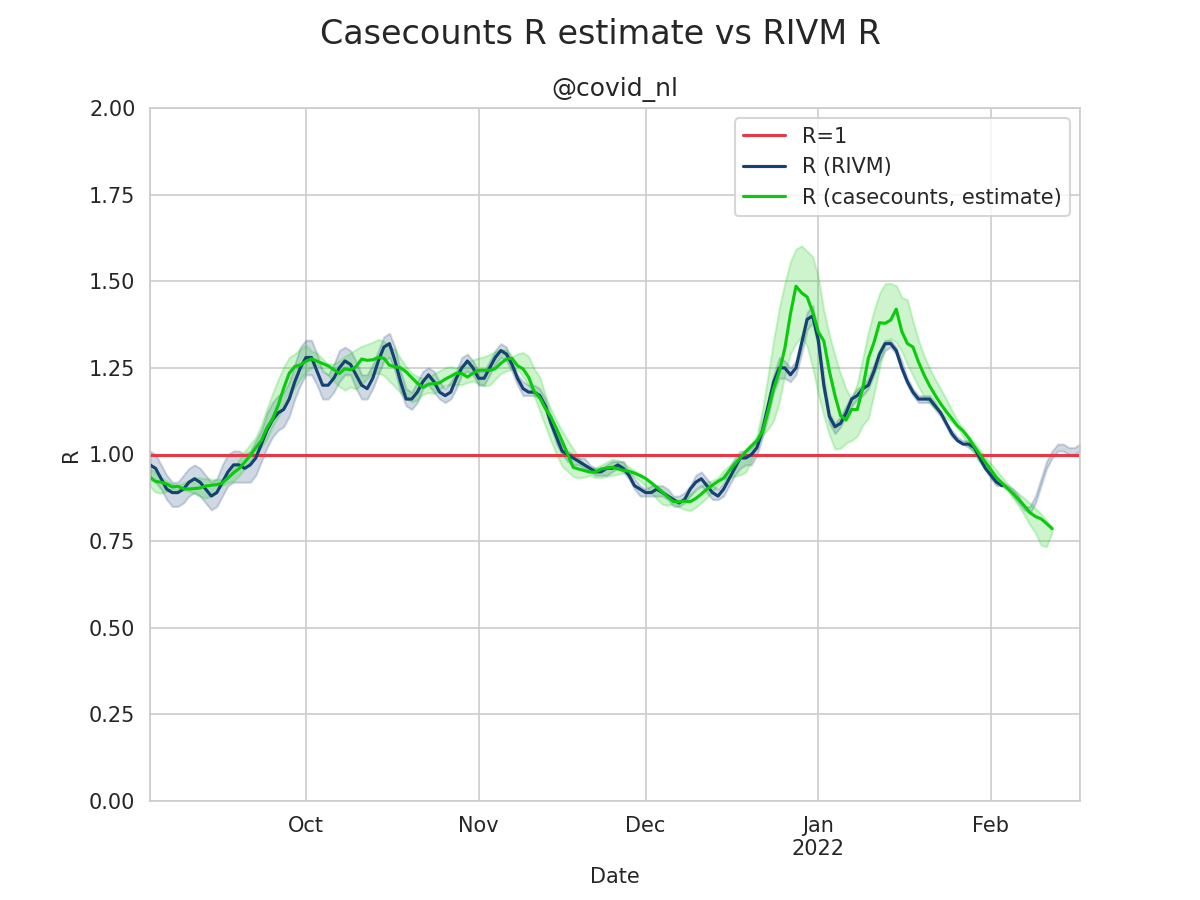 Casecounts R estimate vs RIVM R
@covid_nl
R=1
R (RIVM)
R (casecounts, estimate)
2.00
1.75
1.50
1.25
1.00
0.75
0.50
0.25
0.00
R
Oct
Nov
Dec
Jan
2022
Feb
Date